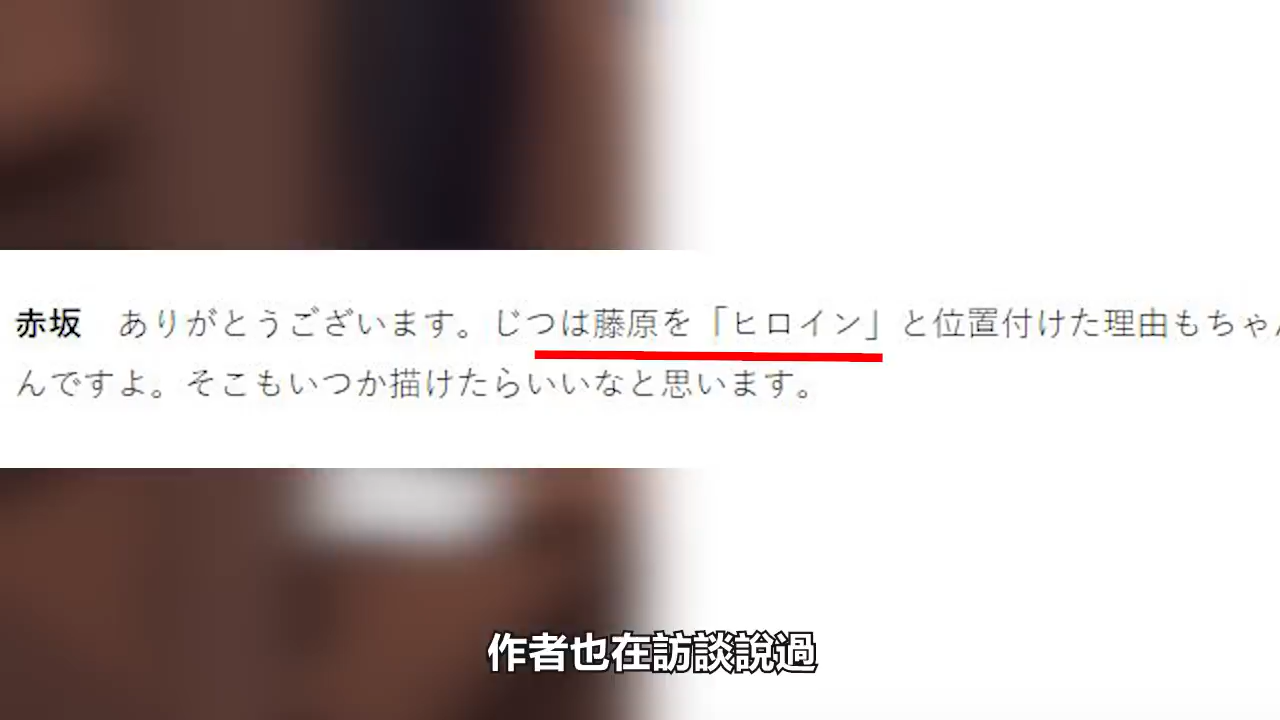 赤坂 ありがとうございます。じつは藤原を「ヒロイン」と位置付けた理由もちゃ
んですよ。そこもいつか描けたらいいなと思います。
作者也在訪談說過